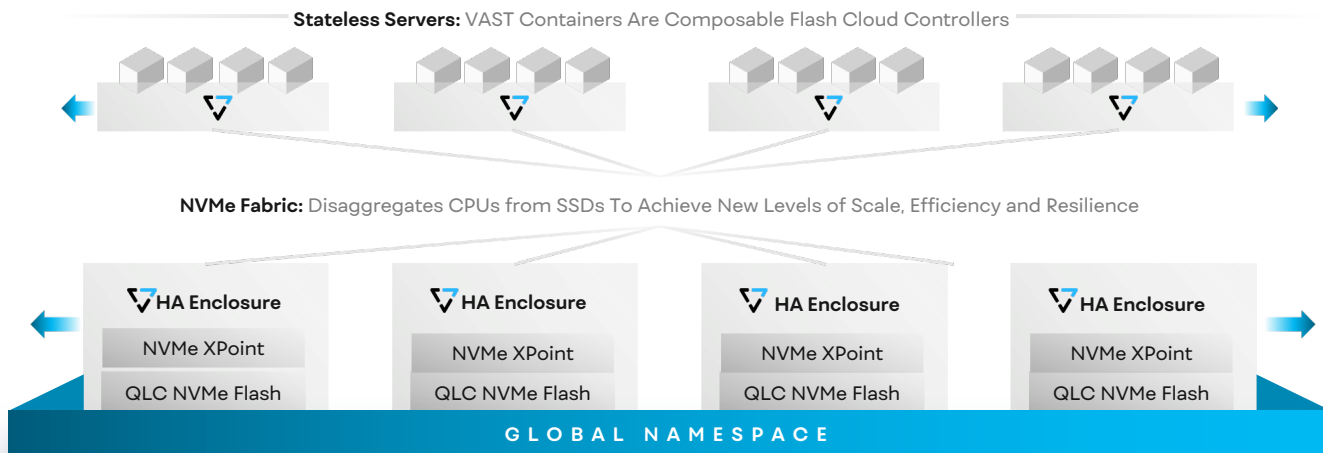 Stateless Servers: VAST Containers Are Composable Flash Cloud Controllers
NVMe Fabric: Disaggregates CPUs from SSDs To Achieve New Levels of Scale, Efficiency and Resilience
HA Enclosure
NVMe XPoint
QLC NVMe Flash
HA Enclosure
NVMe XPoint
QLC NVMe Flash
HA Enclosure
NVMe XPoint
QLC NVMe Flash
HA Enclosure
NVMe XPoint
QLC NVMe Flash
GLOBAL NAMESPACE